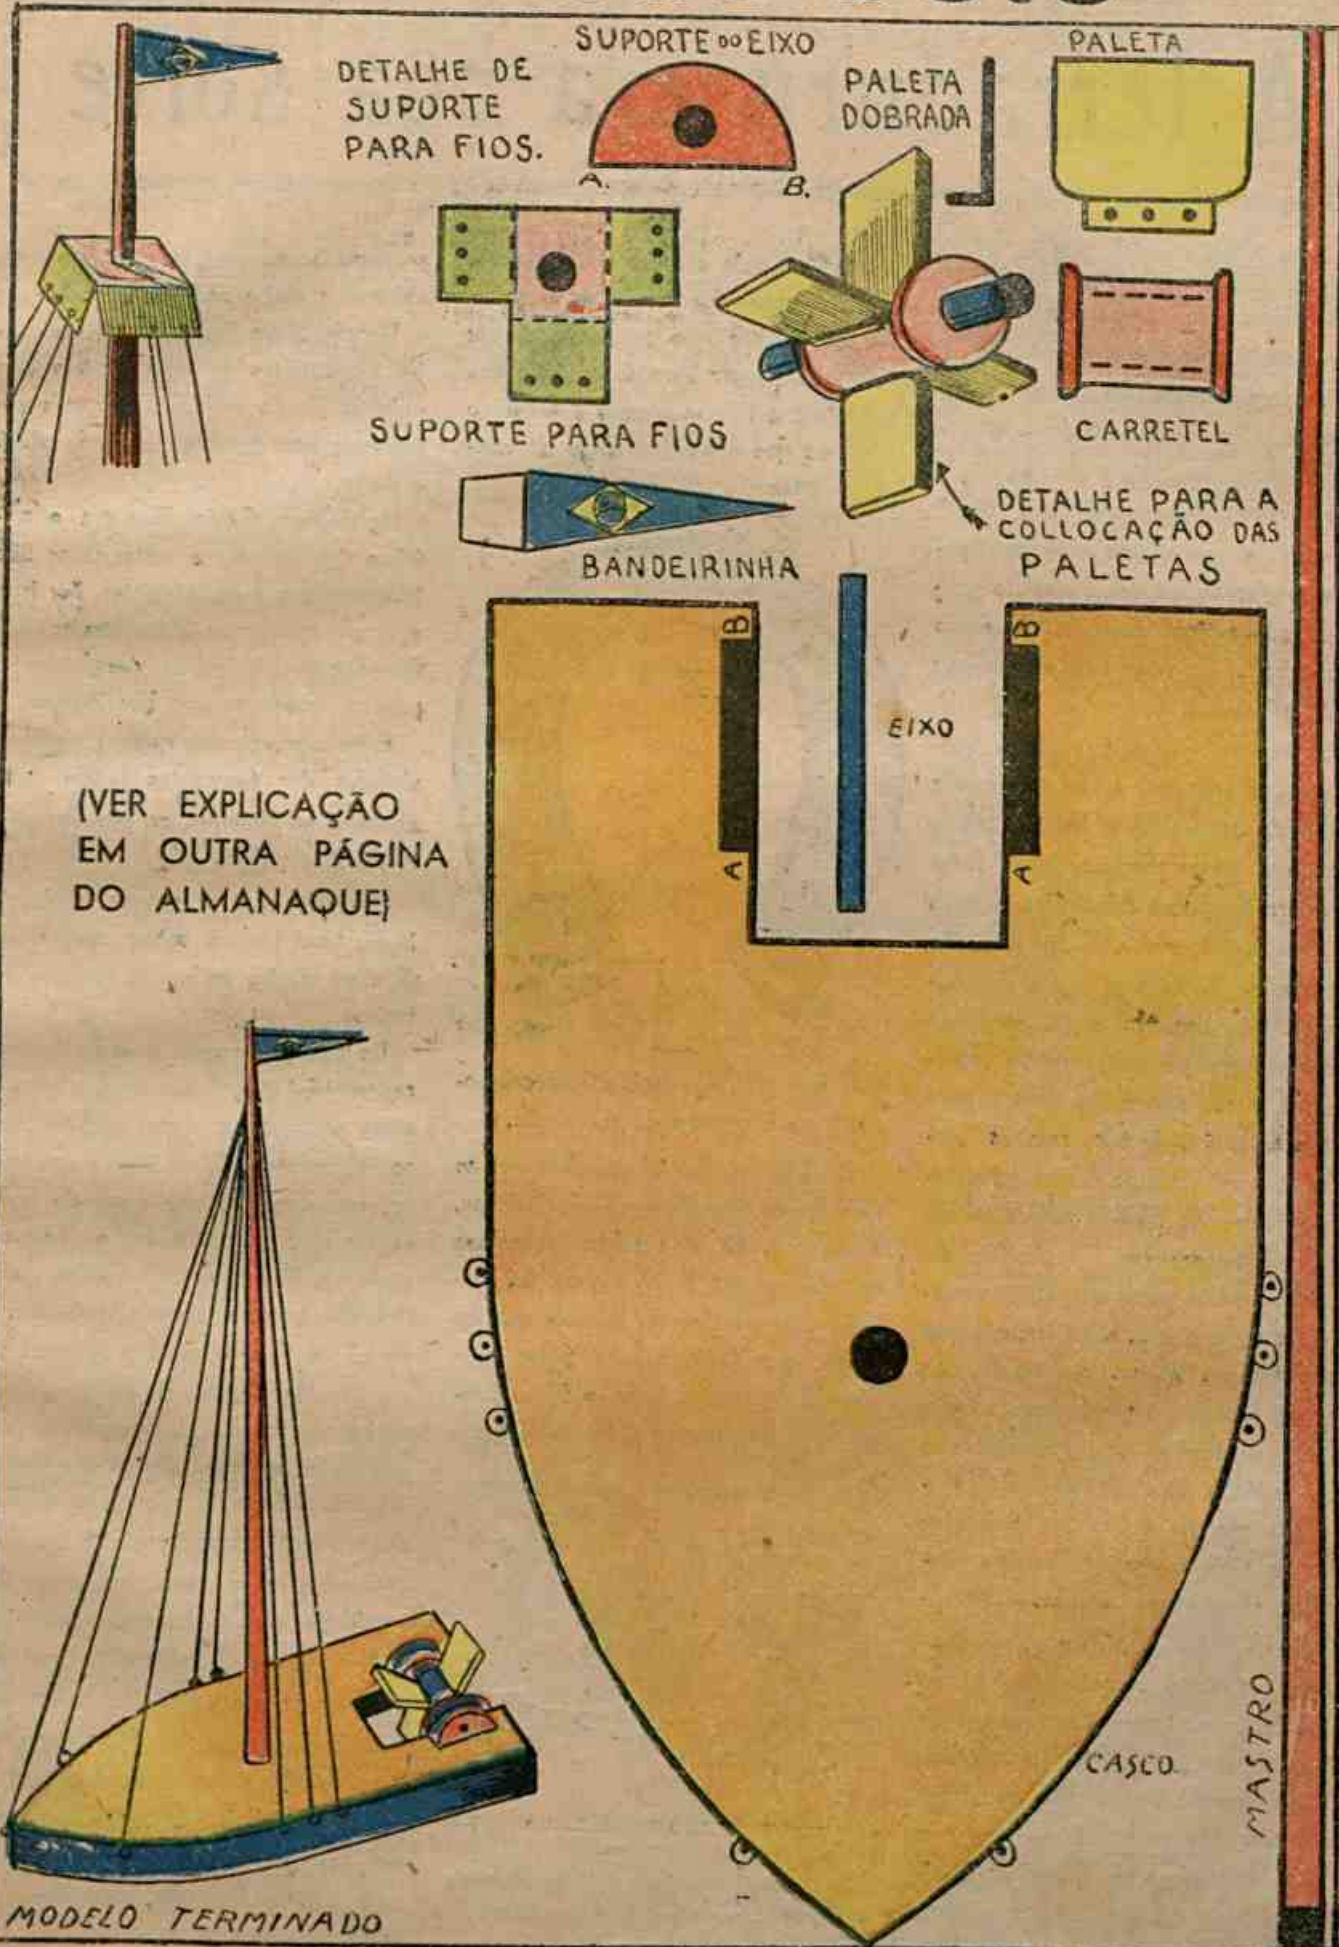 DETALHE DE
SUPORTE
PARA FIOS.
SUPORTE DO EIXO
A.
B.
PALETA
DOBRADA
PALETA
SUPORTE PARA FIOS
CARRETEL
BANDEIRINHA
DETALHE PARA A
COLLOCAÇÃO DAS
PALETAS
B
B
EIXO
A
A
(VER EXPLICAÇÃO
EM OUTRA PÁGINA
DO ALMANAQUE)
CASCO
MASTRO
MODELO TERMINADO